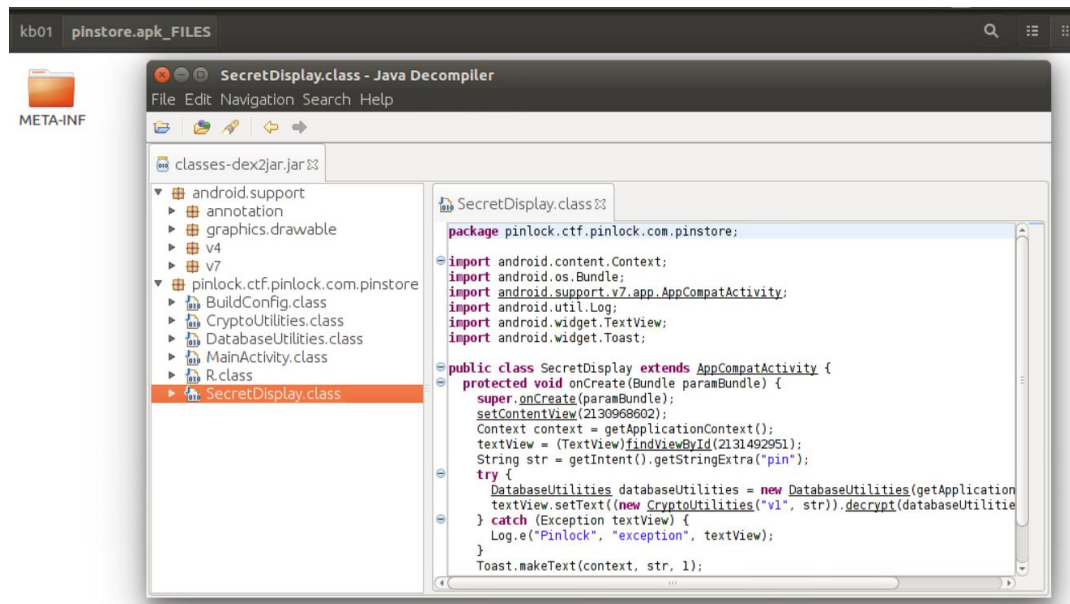 kb01 pinstore.apk_FILES
META-INF
SecretDisplay.class - Java Decompiler
File Edit Navigation Search Help
classes-dex2jar.jar
android.support
annotation
graphics.drawable
v4
v7
pinlock.ctf.pinlock.com.pinstore
BuildConfig.class
CryptoUtilities.class
DatabaseUtilities.class
MainActivity.class
R.class
SecretDisplay.class
SecretDisplay.class
package pinlock.ctf.pinlock.com.pinstore;
import android.content.Context;
import android.os.Bundle;
import android.support.v7.app.AppCompatActivity;
import android.util.Log;
import android.widget.TextView;
import android.widget.Toast;
public class SecretDisplay extends AppCompatActivity {
protected void onCreate(Bundle paramBundle) {
super.onCreate(paramBundle);
setContentView(2130968602);
Context context = getApplicationContext();
textView = (TextView)findViewById(2131492951);
String str = getIntent().getStringExtra("pin");
try {
DatabaseUtilities databaseUtilities = new DatabaseUtilities(getApplication
textView.setText((new CryptoUtilities("v1", str)).decrypt(databaseUtilitie
} catch (Exception textView) {
Log.e("Pinlock", "exception", textView);
}
Toast.makeText(context, str, 1);